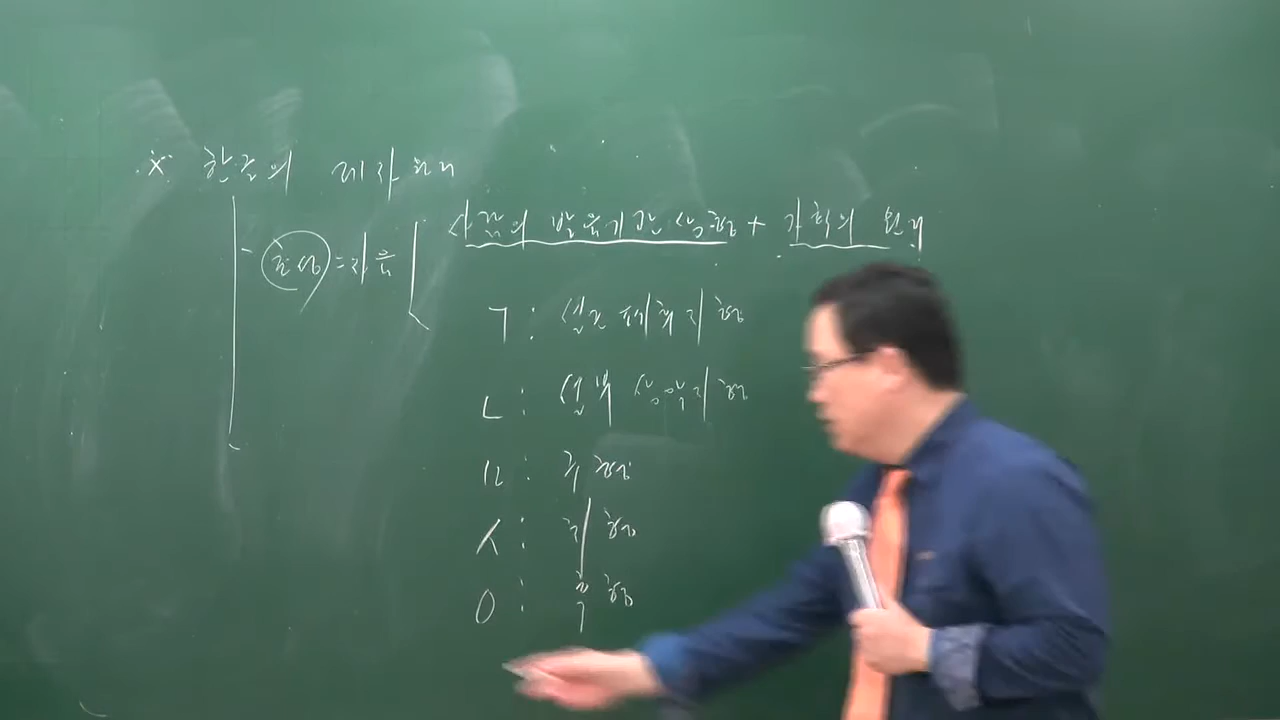 ※ 한글의 제자원리
- 초성 = 자음
사람의 발음기관 상형 + 가획의 원리
ㄱ : 설근폐후지형
ㄴ : 설부상악지형
ㅁ : 구형
ㅅ : 치형
ㅇ : 후형